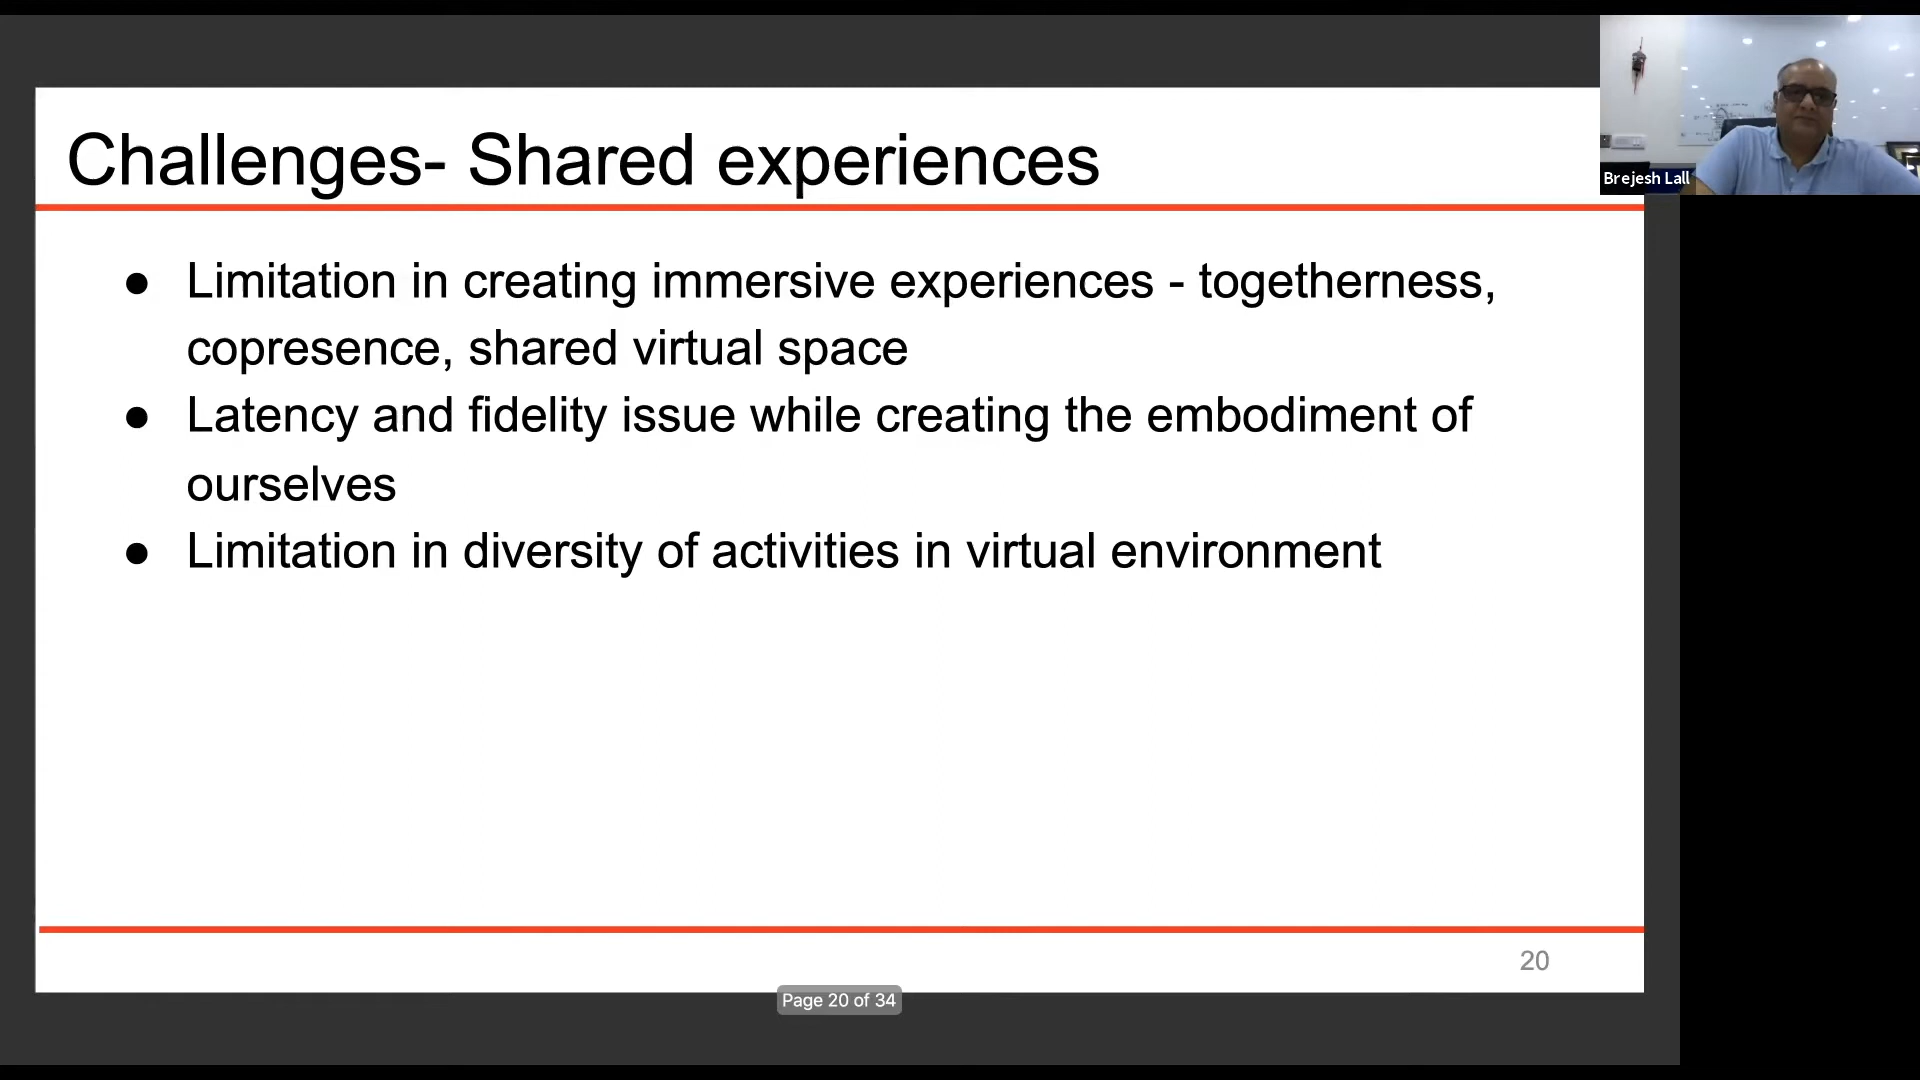 Challenges- Shared experiences
Brejesh Lall
● Limitation in creating immersive experiences - togetherness,
copresence, shared virtual space
● Latency and fidelity issue while creating the embodiment of
ourselves
● Limitation in diversity of activities in virtual environment
20
Page 20 of 34